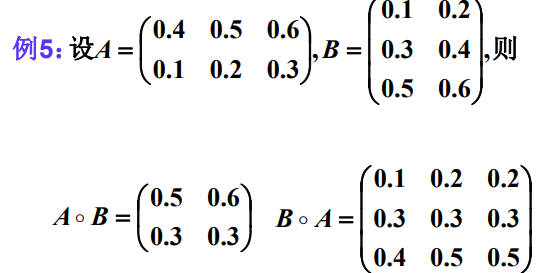 例5: 设A = (0.4 0.5 0.6
0.1 0.2 0.3), B = (0.1 0.2
0.3 0.4
0.5 0.6), 则
A ∘ B = (0.5 0.6
0.3 0.3) B ∘ A = (0.1 0.2 0.2
0.3 0.3 0.3
0.4 0.5 0.5)